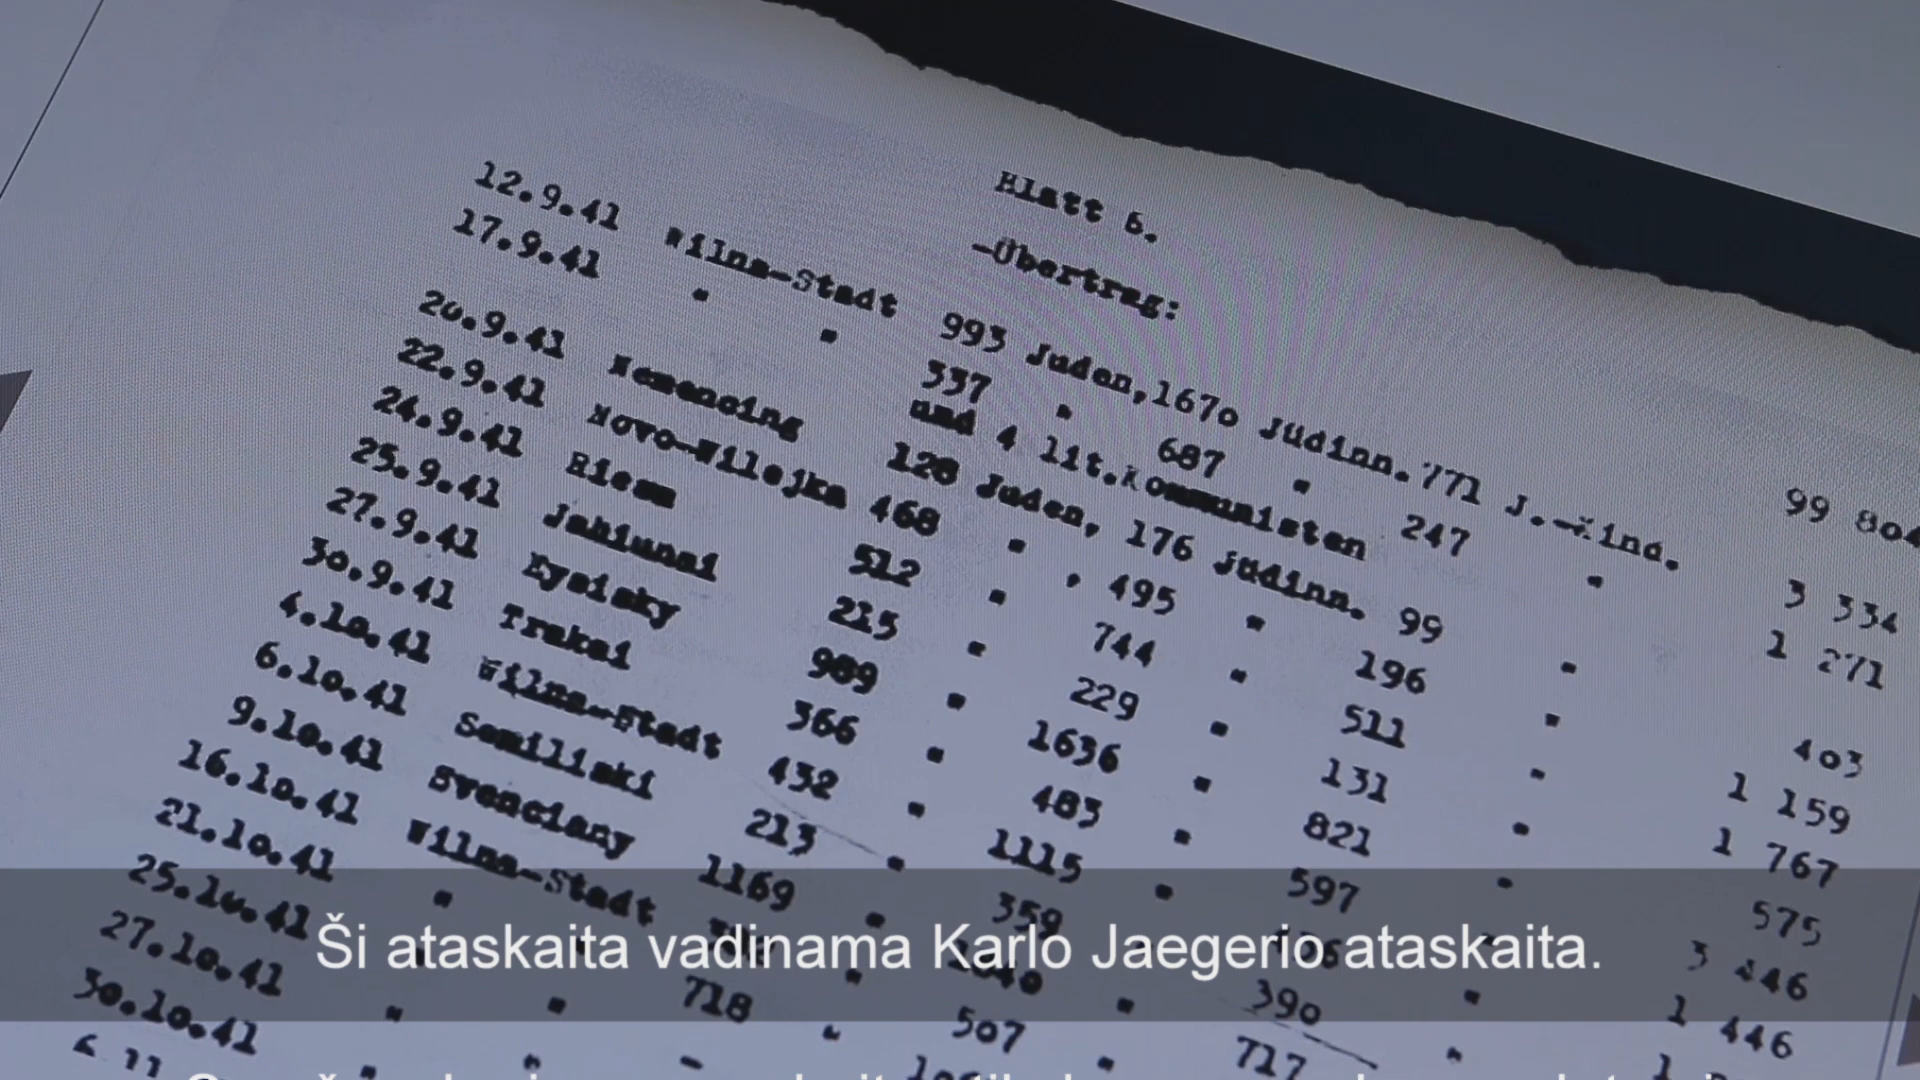 Blatt 6.
-Übertrag: 99 804
12.9.41 Wilna-Stadt 993 Juden,1670 Jüdinn.771 J.-Kind. 3 334
17.9.41 " " 337 " 687 " 247 " 1 271
und 4 lit.Kommunisten
20.9.41 Nemencing 128 Juden, 176 Jüdinn. 99 " 403
22.9.41 Novo-Wilejka 468 " , 495 " 196 " 1 159
24.9.41 Riesa 512 " 744 " 511 " 1 767
25.9.41 Jahiunai 215 " 229 " 131 " 575
27.9.41 Eysisky 989 " 1636 " 821 " 3 446
30.9.41 Trakai 366 " 483 " 597 " 1 446
4.10.41 Wilna-Stadt 432 " 1115 "
6.10.41 Semiliski 213 " 359 "
9.10.41 Svenciany 1169 " "
16.10.41 Wilna-Stadt " 507 "
21.10.41 " " 718 " 390
25.10.41 " " - 717
27.10.41
30.10.41
Ši ataskaita vadinama Karlo Jaegerio ataskaita.